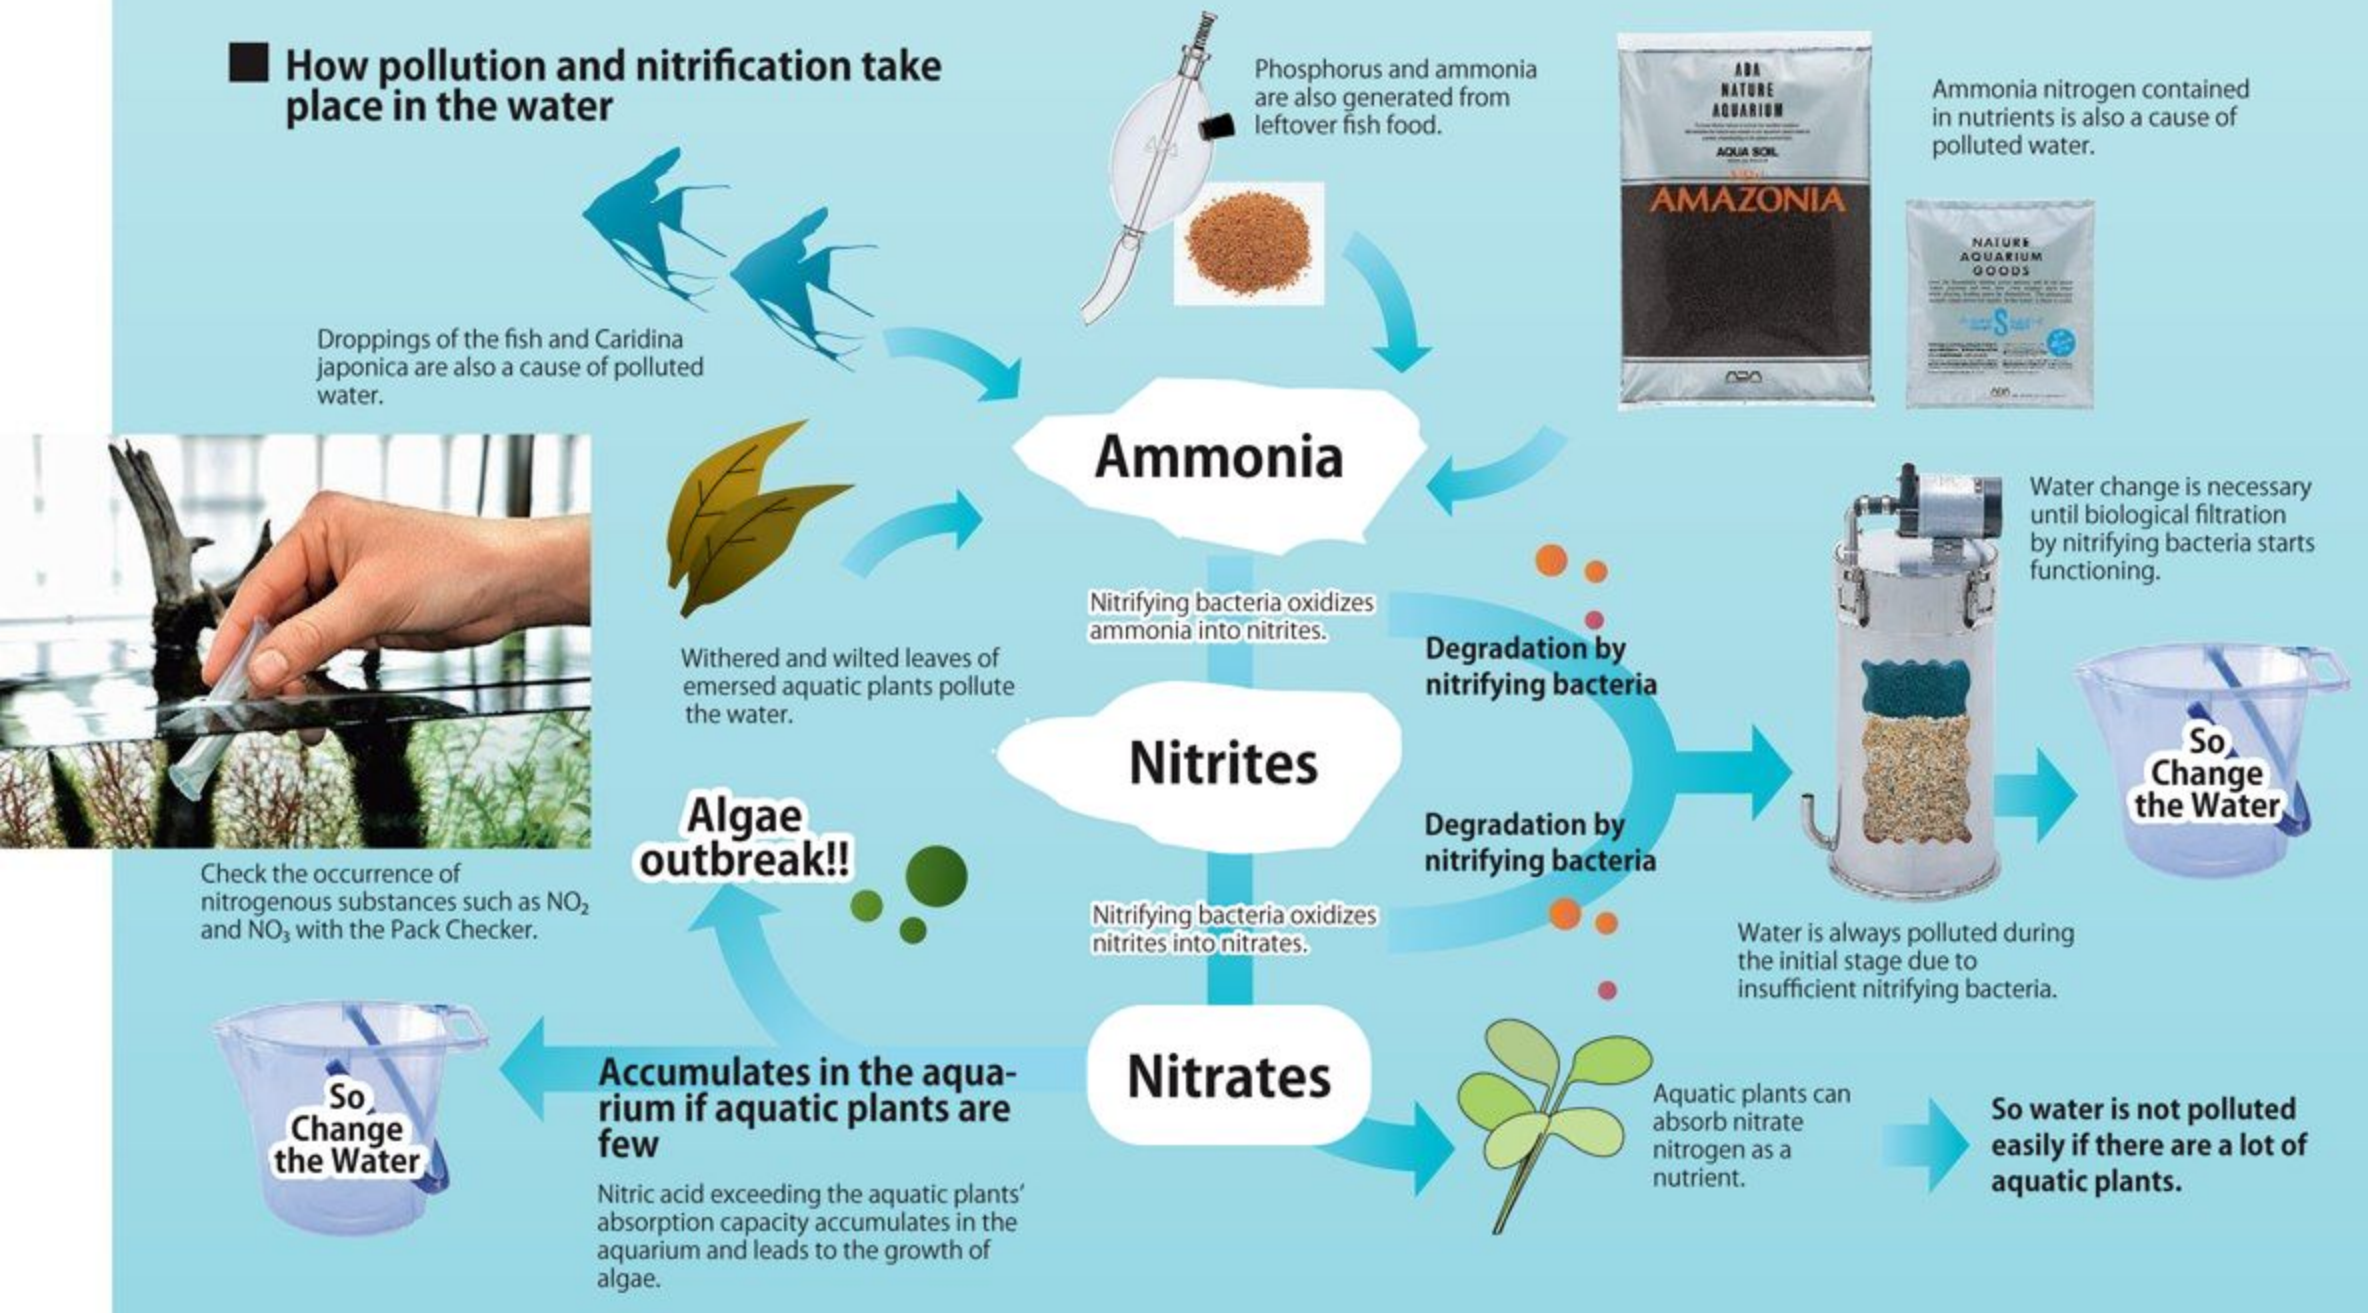 How pollution and nitrification take
place in the water
Phosphorus and ammonia
are also generated from
leftover fish food.
ADA
NATURE
AQUARIUM
AQUA SOIL
AMAZONIA
ADA
Ammonia nitrogen contained
in nutrients is also a cause of
polluted water.
NATURE
AQUARIUM
GOODS
S
ADA
Droppings of the fish and Caridina
japonica are also a cause of polluted
water.
Ammonia
Water change is necessary
until biological filtration
by nitrifying bacteria starts
functioning.
Nitrifying bacteria oxidizes
ammonia into nitrites.
Degradation by
nitrifying bacteria
Withered and wilted leaves of
emersed aquatic plants pollute
the water.
Nitrites
So
Change
the Water
Algae
outbreak!!
Degradation by
nitrifying bacteria
Check the occurrence of
nitrogenous substances such as NO₂
and NO₃ with the Pack Checker.
Nitrifying bacteria oxidizes
nitrites into nitrates.
Water is always polluted during
the initial stage due to
insufficient nitrifying bacteria.
So
Change
the Water
Accumulates in the aqua-
rium if aquatic plants are
few
Nitric acid exceeding the aquatic plants'
absorption capacity accumulates in the
aquarium and leads to the growth of
algae.
Nitrates
Aquatic plants can
absorb nitrate
nitrogen as a
nutrient.
So water is not polluted
easily if there are a lot of
aquatic plants.